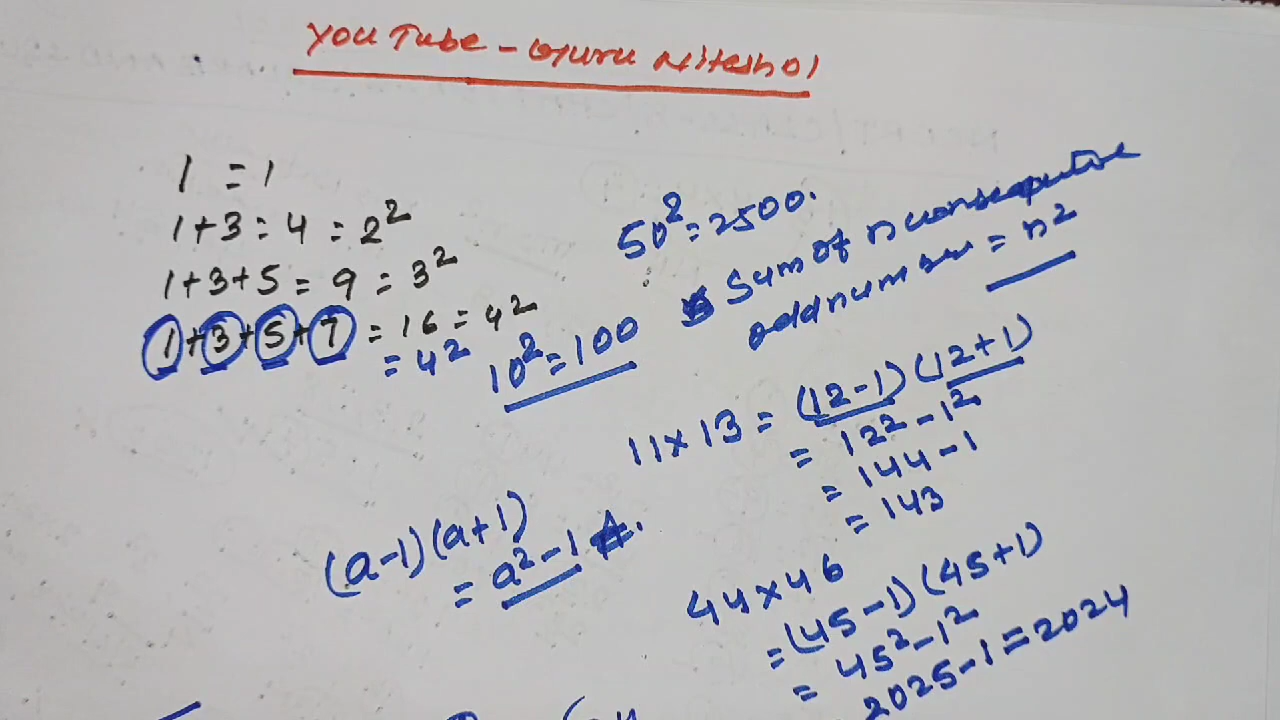 YouTube - Guru Nitesh01
1 = 1
1+3 = 4 = 2²
1+3+5 = 9 = 3²
1+3+5+7 = 16 = 4²
= 4²
10² = 100
50² = 2500.
Sum of n consequtive
odd number = n²
11×13 = (12-1)(12+1)
= 12² - 1²
= 144 - 1
= 143
(a-1)(a+1)
= a² - 1
44×46
= (45-1)(45+1)
= 45² - 1²
2025 - 1 = 2024